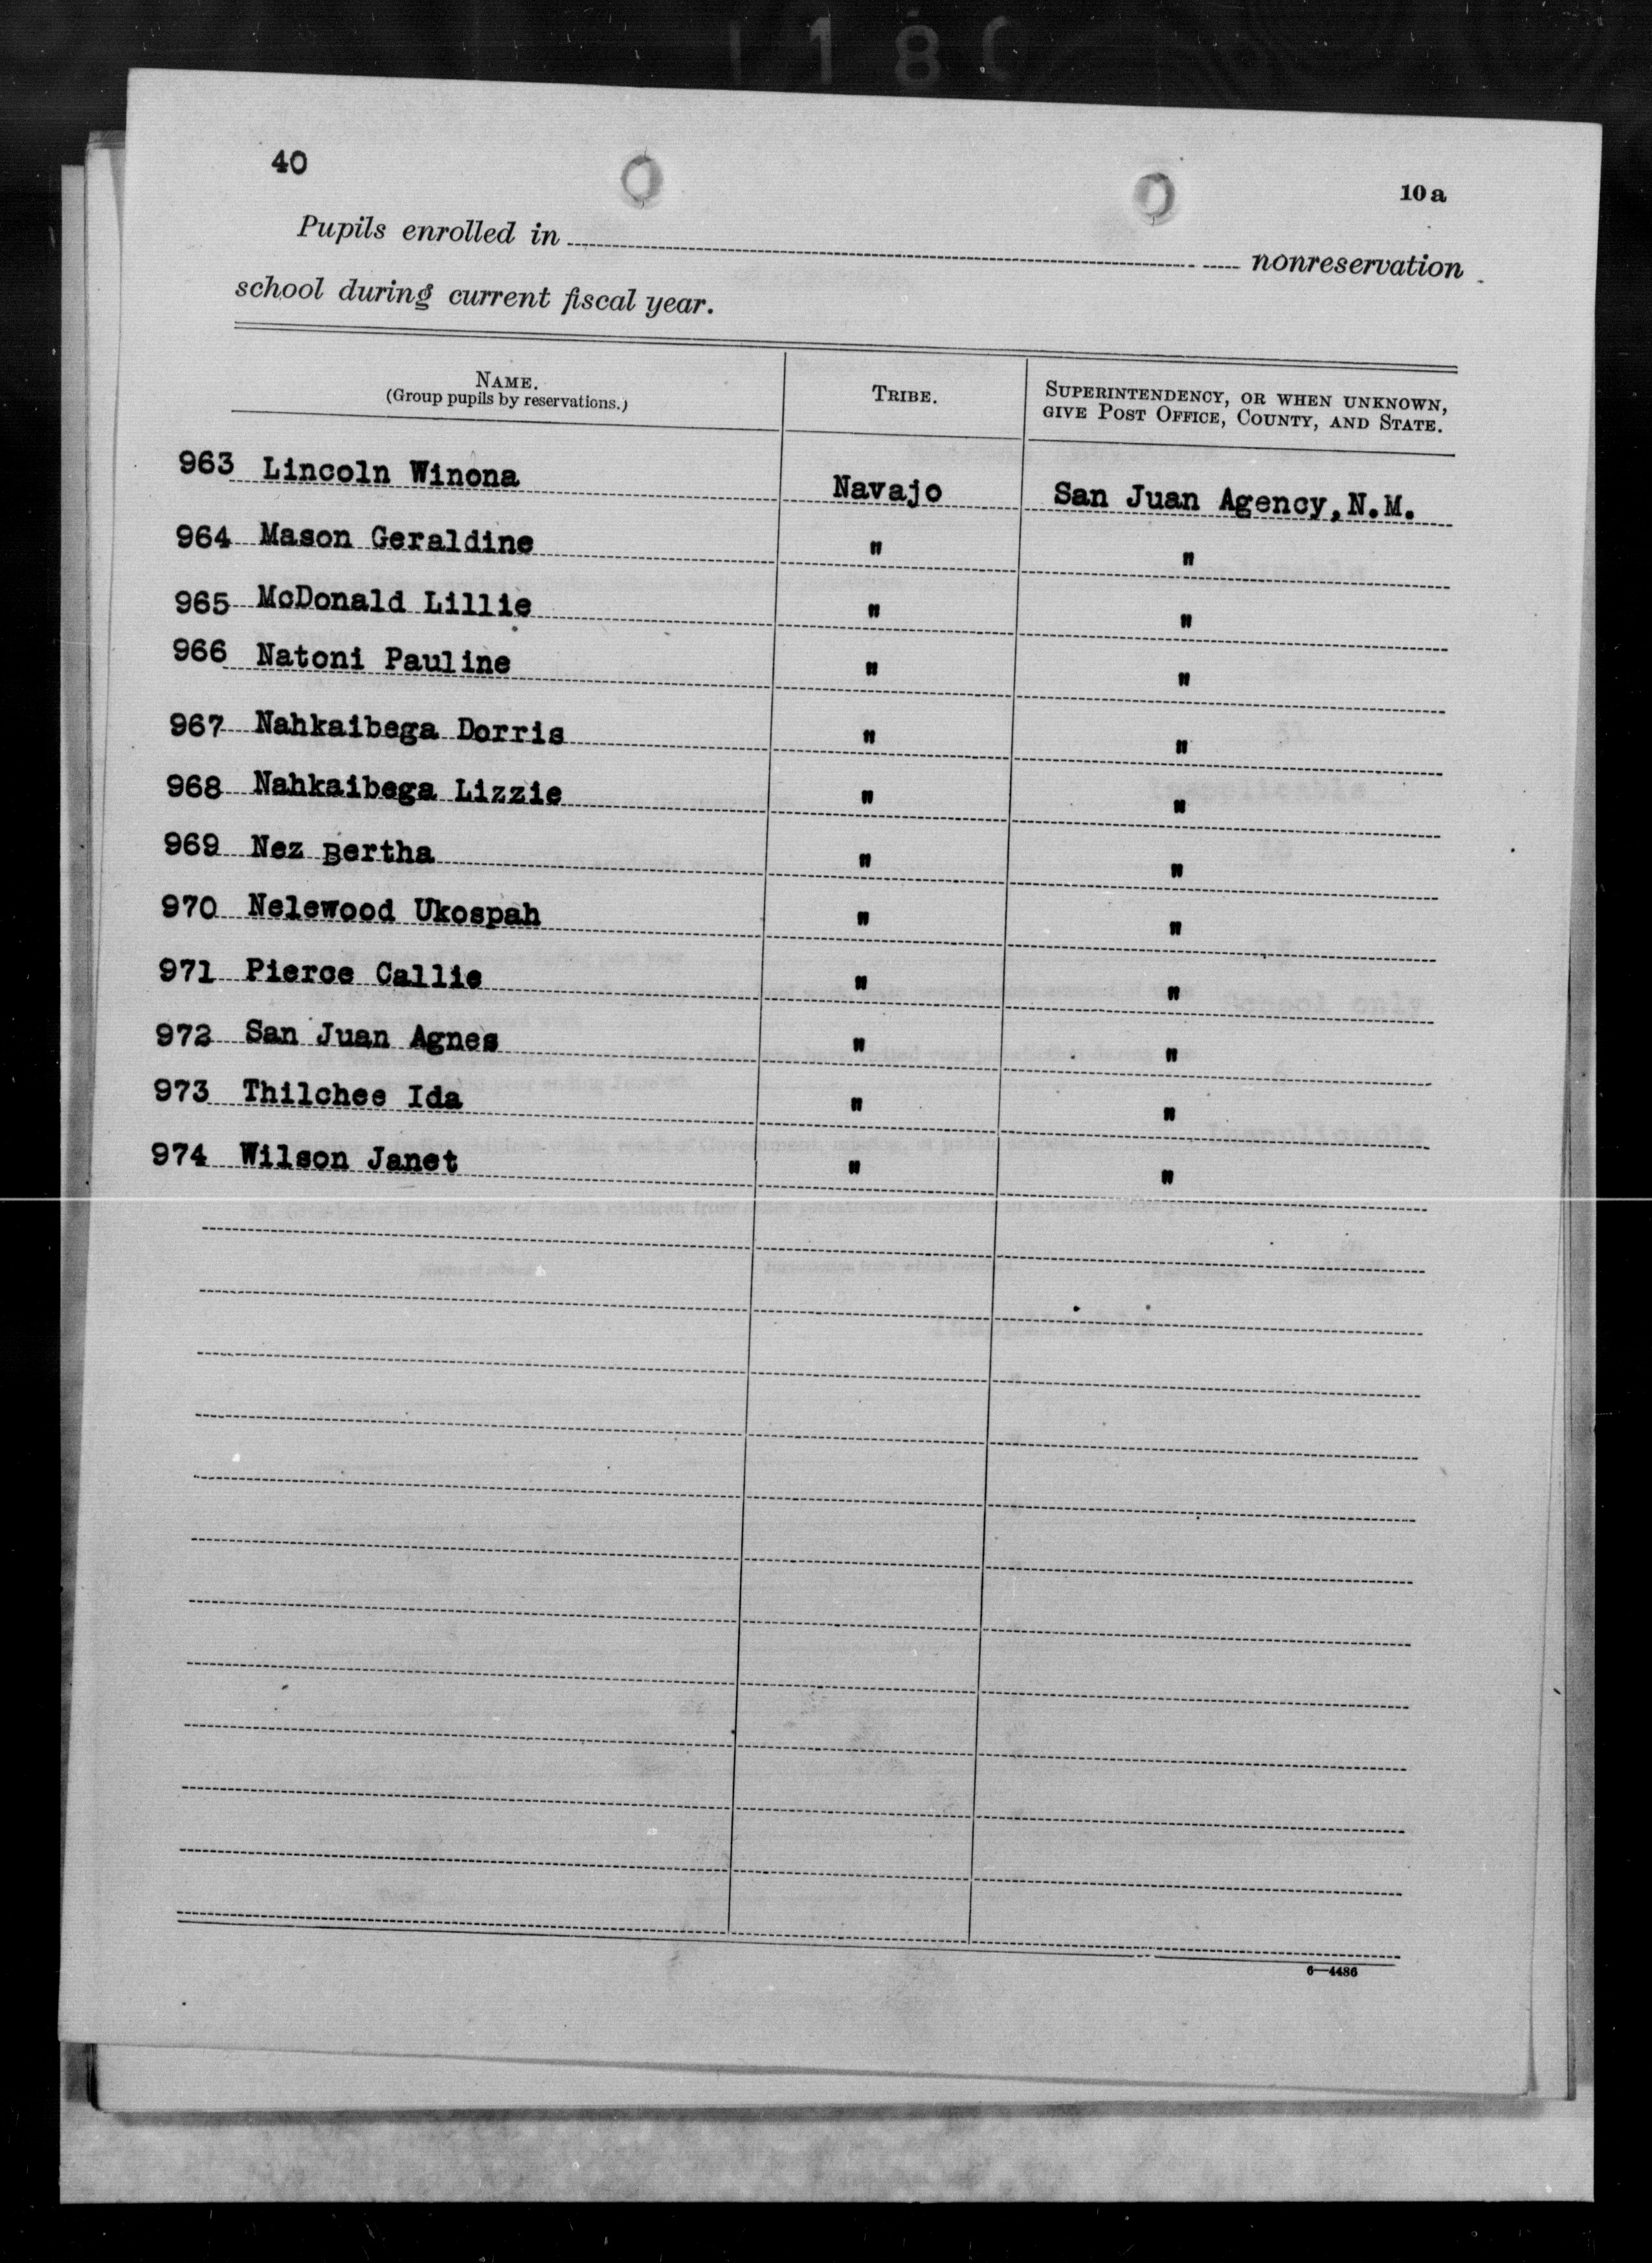 180
40
10 a
Pupils enrolled in nonreservation
school during current fiscal year.
NAME.
(Group pupils by reservations.)
TRIBE.
SUPERINTENDENCY, OR WHEN UNKNOWN,
GIVE POST OFFICE, COUNTY, AND STATE.
963 Lincoln Winona Navajo San Juan Agency, N.M.
964 Mason Geraldine " "
965 McDonald Lillie " "
966 Natoni Pauline " "
967 Nahkaibega Dorris " "
968 Nahkaibega Lizzie " "
969 Nez Bertha " "
970 Nelewood Ukospah " "
971 Pierce Callie " "
972 San Juan Agnes " "
973 Thilchee Ida " "
974 Wilson Janet " "
6—4486